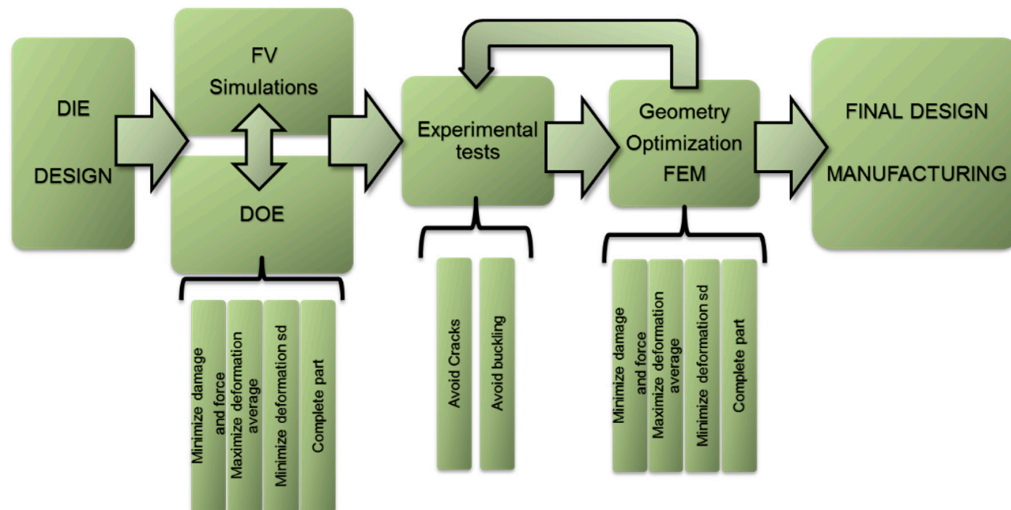 DIE
DESIGN
FV
Simulations
DOE
Minimize damage
and force
Maximize deformation
average
Minimize deformation sd
Complete part
Experimental
tests
Avoid Cracks
Avoid buckling
Geometry
Optimization
FEM
Minimize damage
and force
Maximize deformation
average
Minimize deformation sd
Complete part
FINAL DESIGN
MANUFACTURING